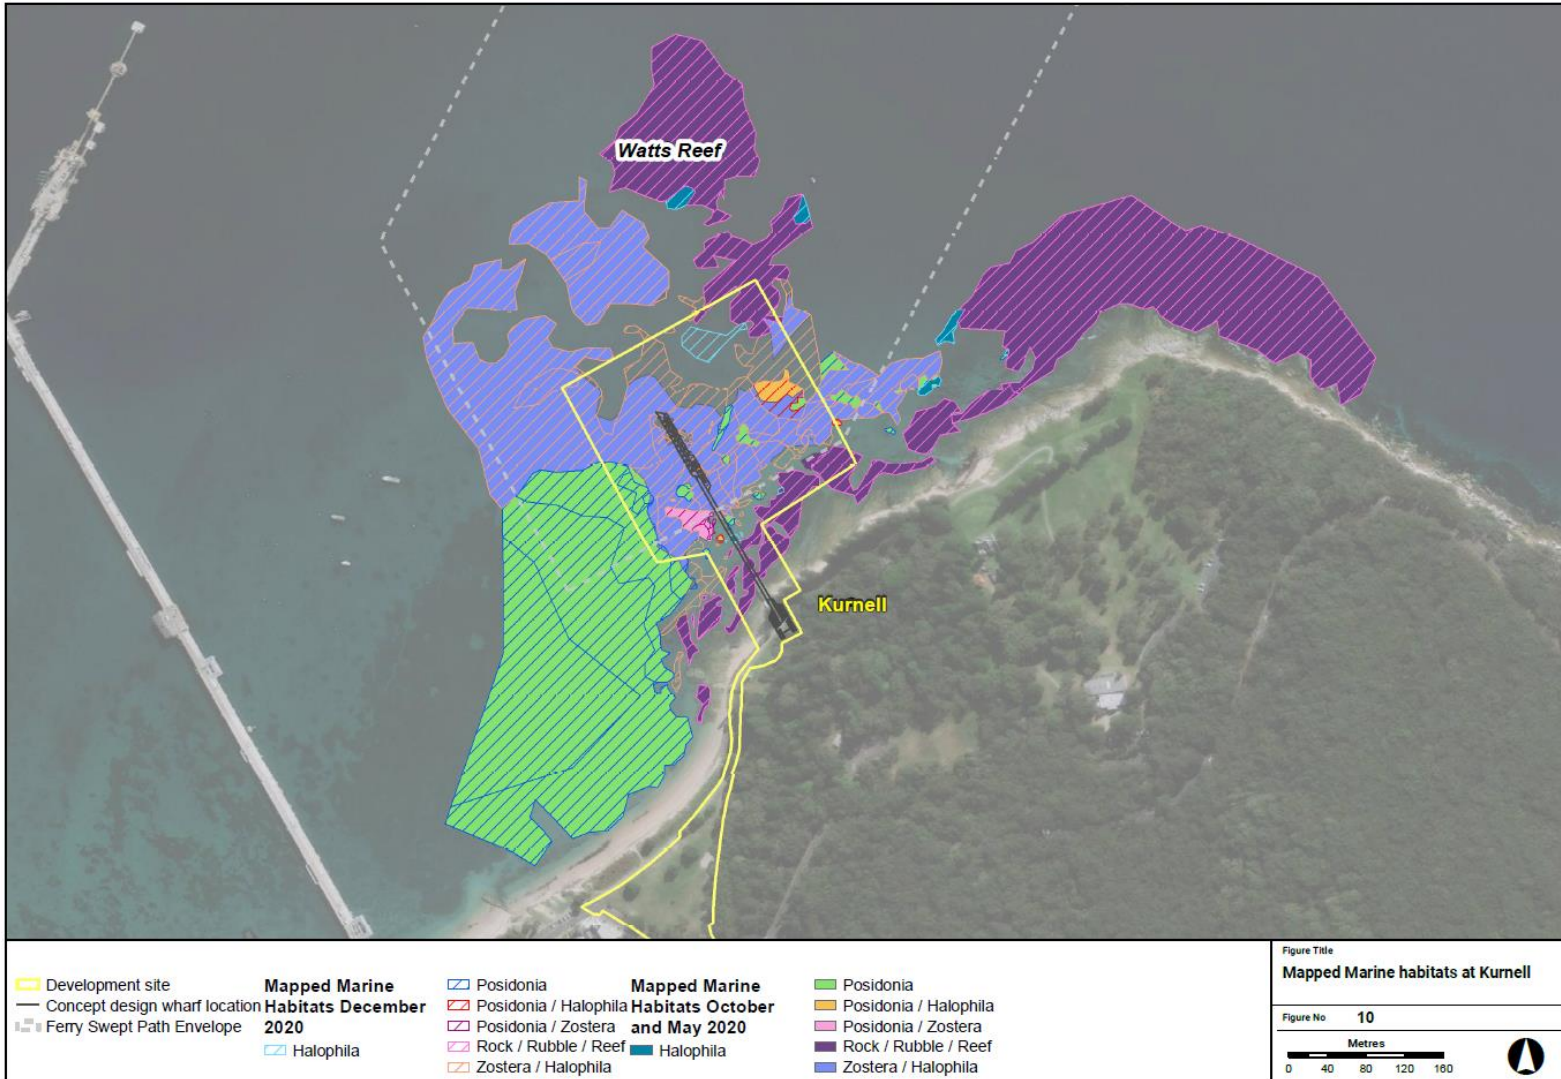 Watts Reef
Kurnell
Development site
Concept design wharf location
Ferry Swept Path Envelope
Mapped Marine
Habitats December
2020
Halophila
Posidonia
Posidonia / Halophila
Posidonia / Zostera
Rock / Rubble / Reef
Zostera / Halophila
Mapped Marine
Habitats October
and May 2020
Halophila
Posidonia
Posidonia / Halophila
Posidonia / Zostera
Rock / Rubble / Reef
Zostera / Halophila
Figure Title
Mapped Marine habitats at Kurnell
Figure No 10
Metres
0 40 80 120 160